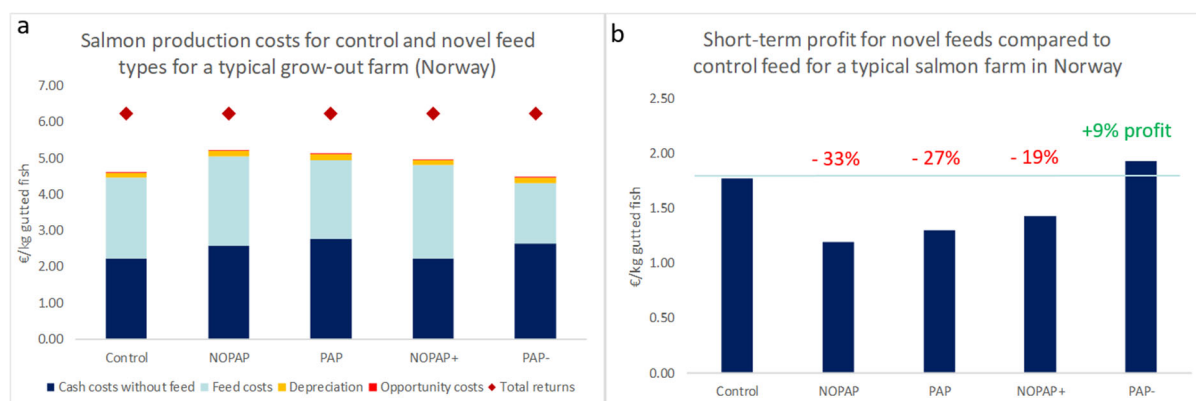 a
Salmon production costs for control and novel feed
types for a typical grow-out farm (Norway)
7.00
6.00
5.00
4.00
3.00
2.00
1.00
0.00
€/kg gutted fish
Control NOPAP PAP NOPAP+ PAP-
Cash costs without feed Feed costs Depreciation Opportunity costs Total returns
b
Short-term profit for novel feeds compared to
control feed for a typical salmon farm in Norway
2.50
2.00
1.50
1.00
0.50
0.00
€/kg gutted fish
- 33% - 27% - 19% +9% profit
Control NOPAP PAP NOPAP+ PAP-